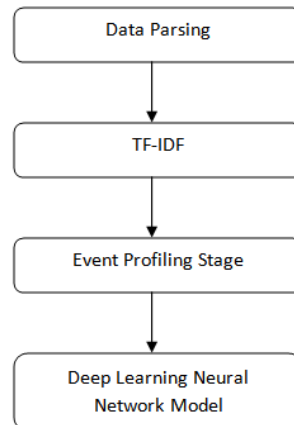 Data Parsing
TF-IDF
Event Profiling Stage
Deep Learning Neural
Network Model